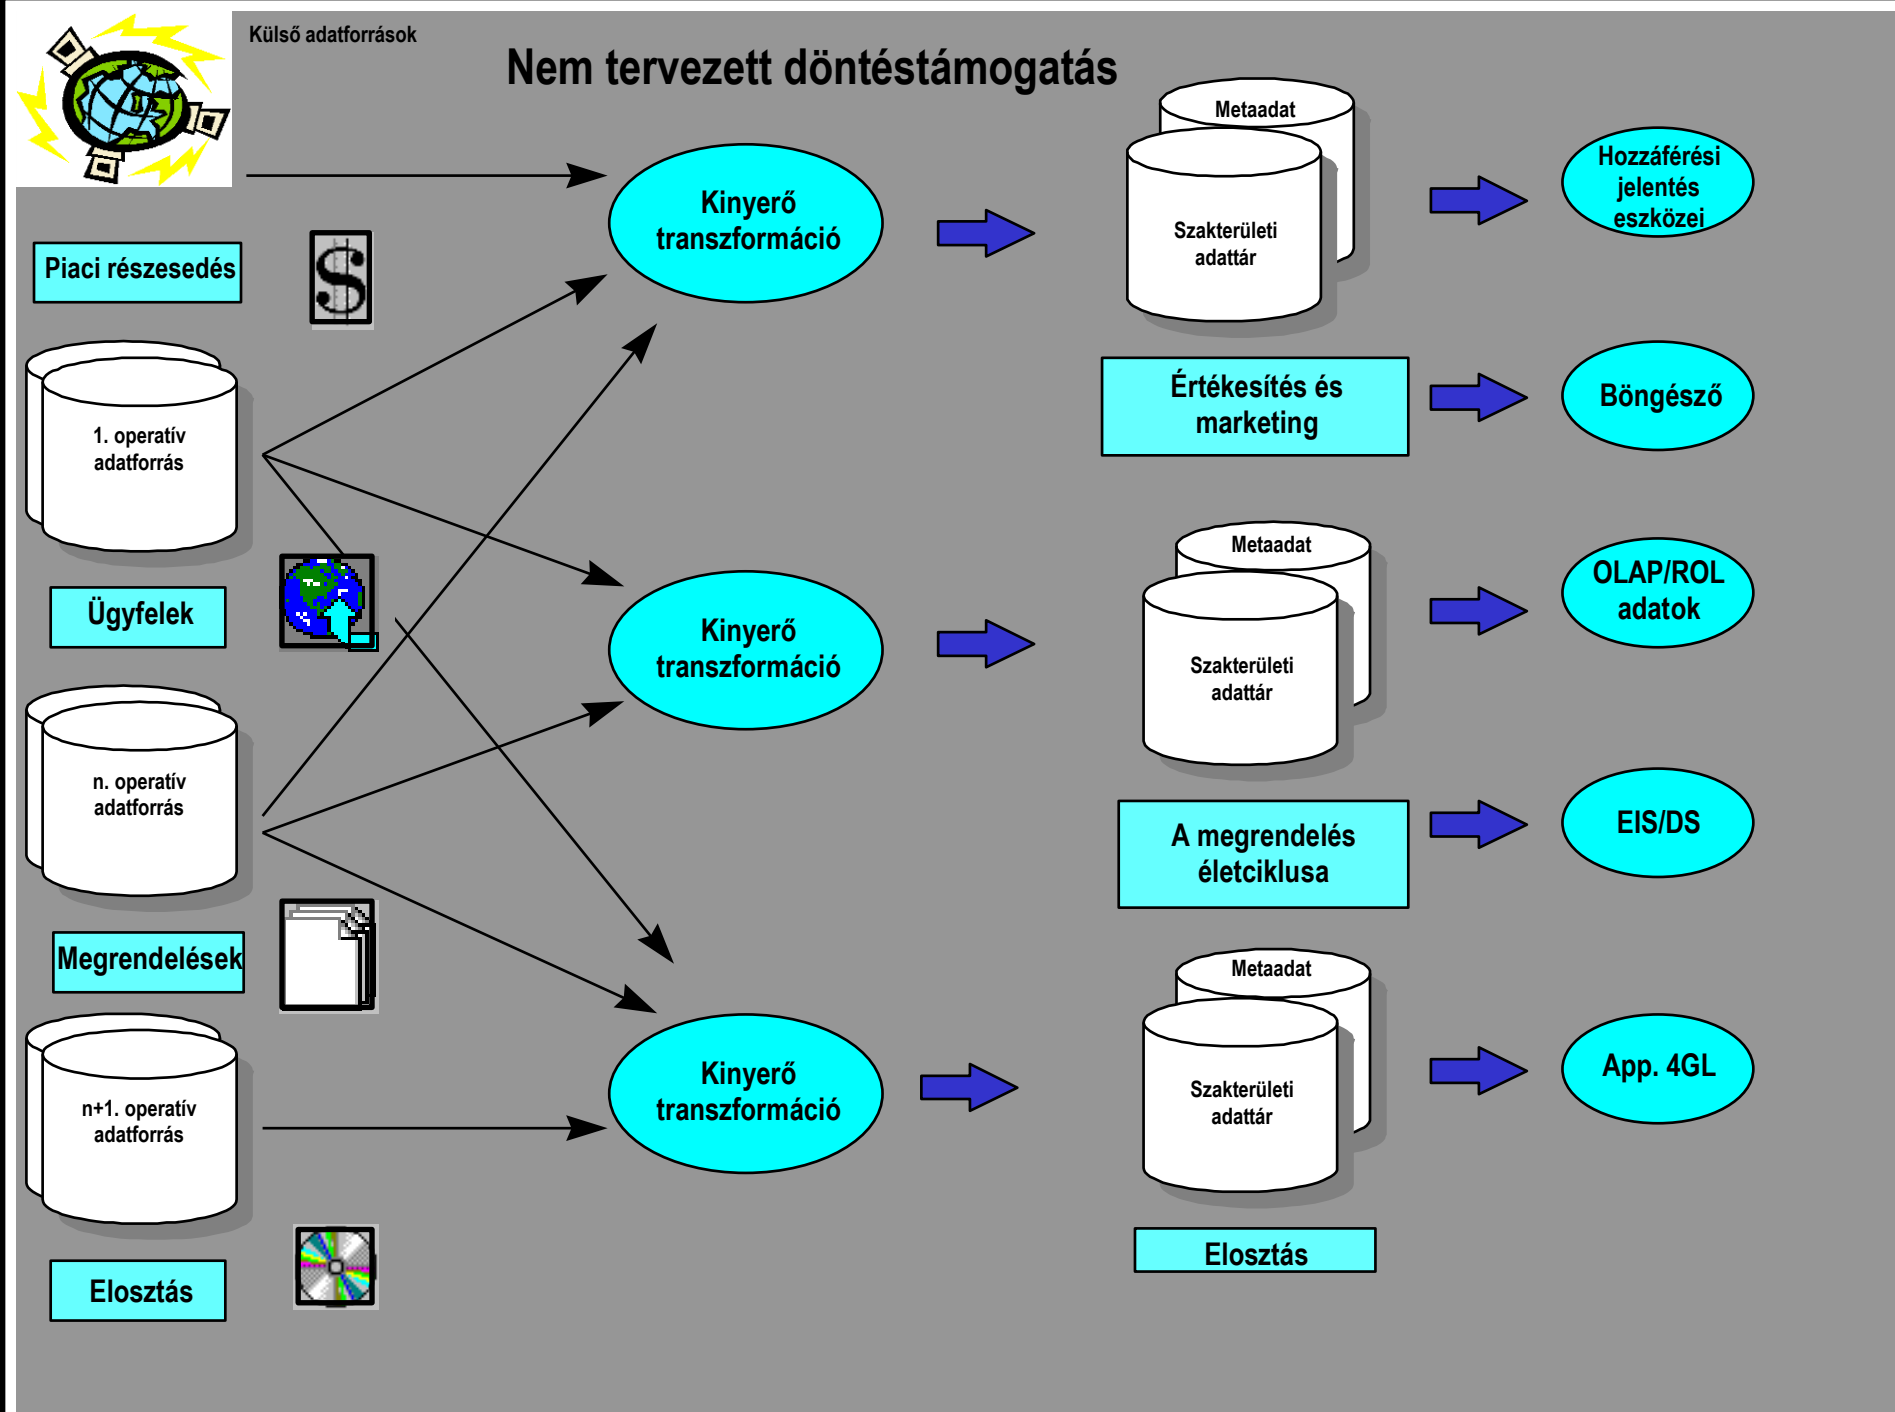 Külső adatforrások
Nem tervezett döntéstámogatás
Piaci részesedés
1. operatív
adatforrás
Ügyfelek
n. operatív
adatforrás
Megrendelések
n+1. operatív
adatforrás
Elosztás
Kinyerő
transzformáció
Kinyerő
transzformáció
Kinyerő
transzformáció
Metaadat
Szakterületi
adattár
Értékesítés és
marketing
Metaadat
Szakterületi
adattár
A megrendelés
életciklusa
Metaadat
Szakterületi
adattár
Elosztás
Hozzáférési
jelentés
eszközei
Böngésző
OLAP/ROL
adatok
EIS/DS
App. 4GL